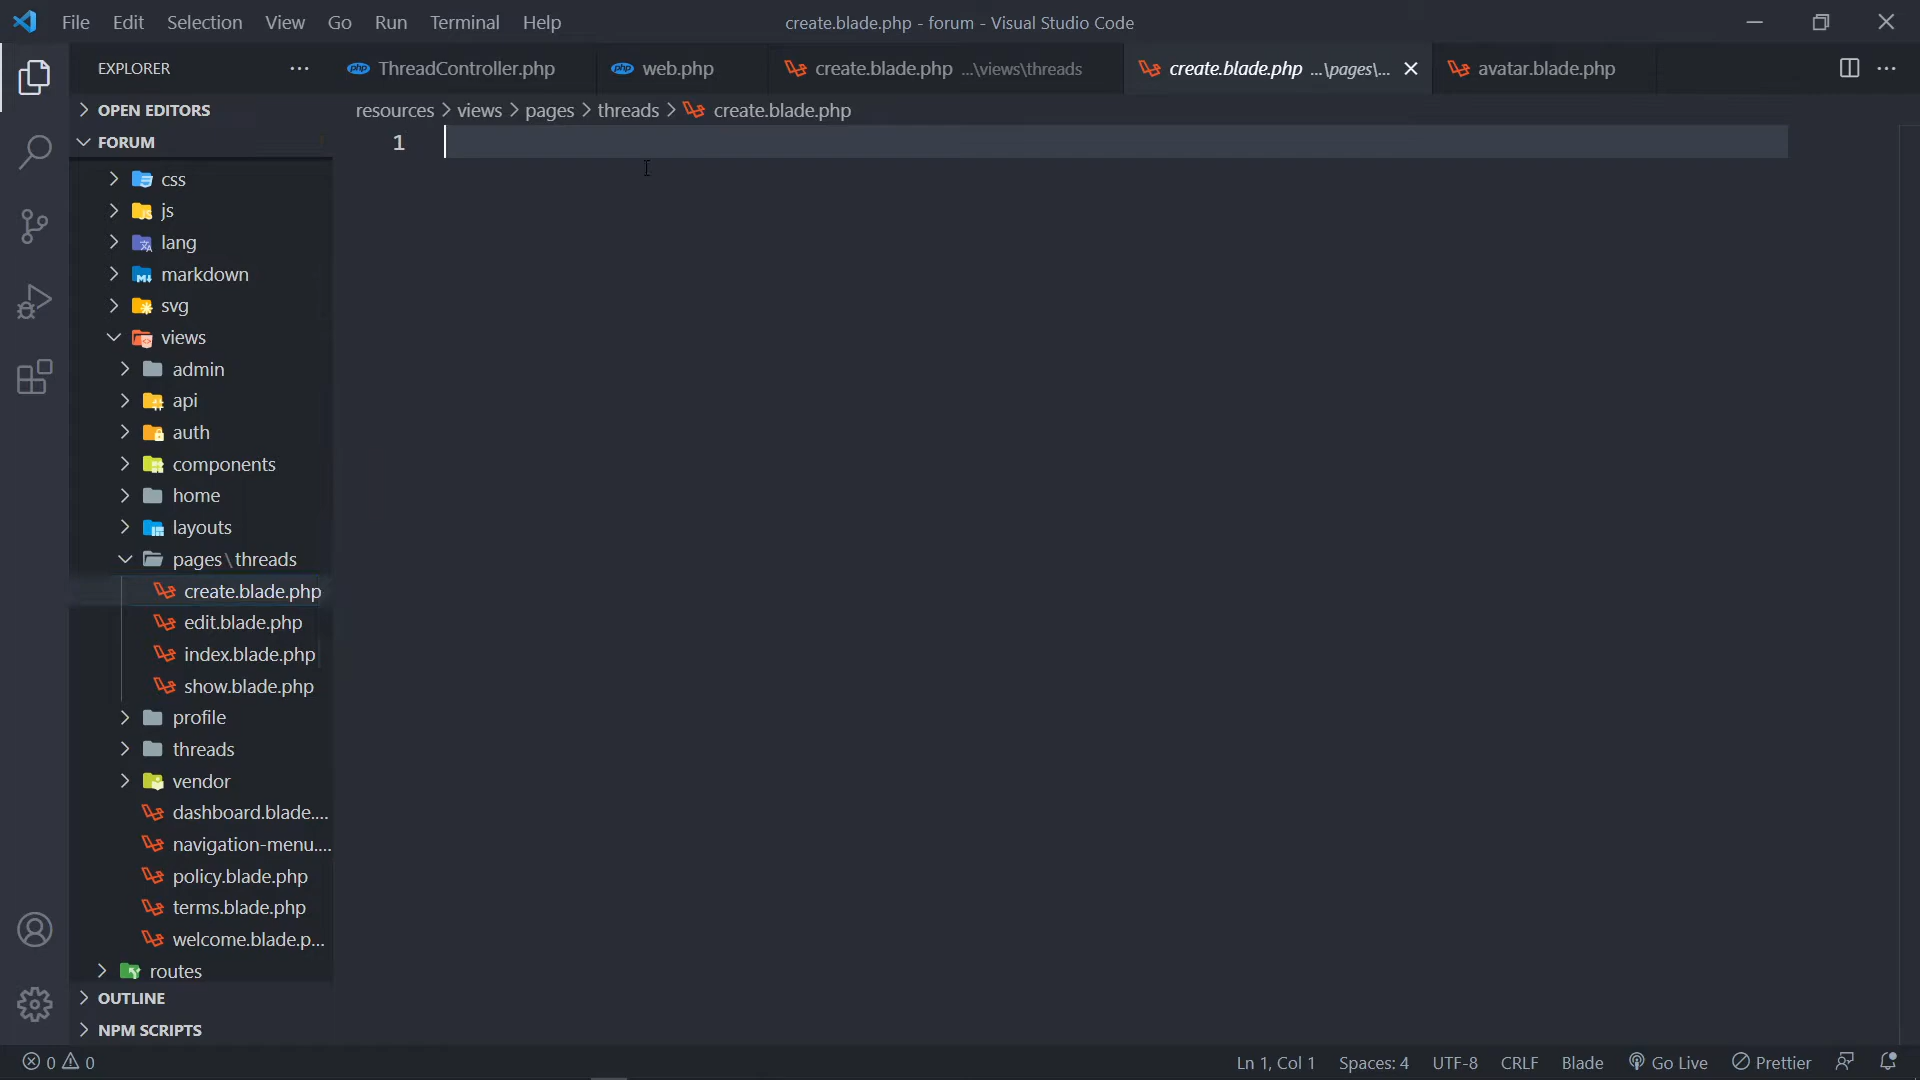 File Edit Selection View Go Run Terminal Help
create.blade.php - forum - Visual Studio Code
EXPLORER
ThreadController.php
web.php
create.blade.php ...\views\threads
create.blade.php ...\pages\...
avatar.blade.php
OPEN EDITORS
resources > views > pages > threads > create.blade.php
FORUM
1
css
js
lang
markdown
svg
views
admin
api
auth
components
home
layouts
pages\threads
create.blade.php
edit.blade.php
index.blade.php
show.blade.php
profile
threads
vendor
dashboard.blade....
navigation-menu....
policy.blade.php
terms.blade.php
welcome.blade.p...
routes
OUTLINE
NPM SCRIPTS
0 0
Ln 1, Col 1 Spaces: 4 UTF-8 CRLF Blade Go Live Prettier